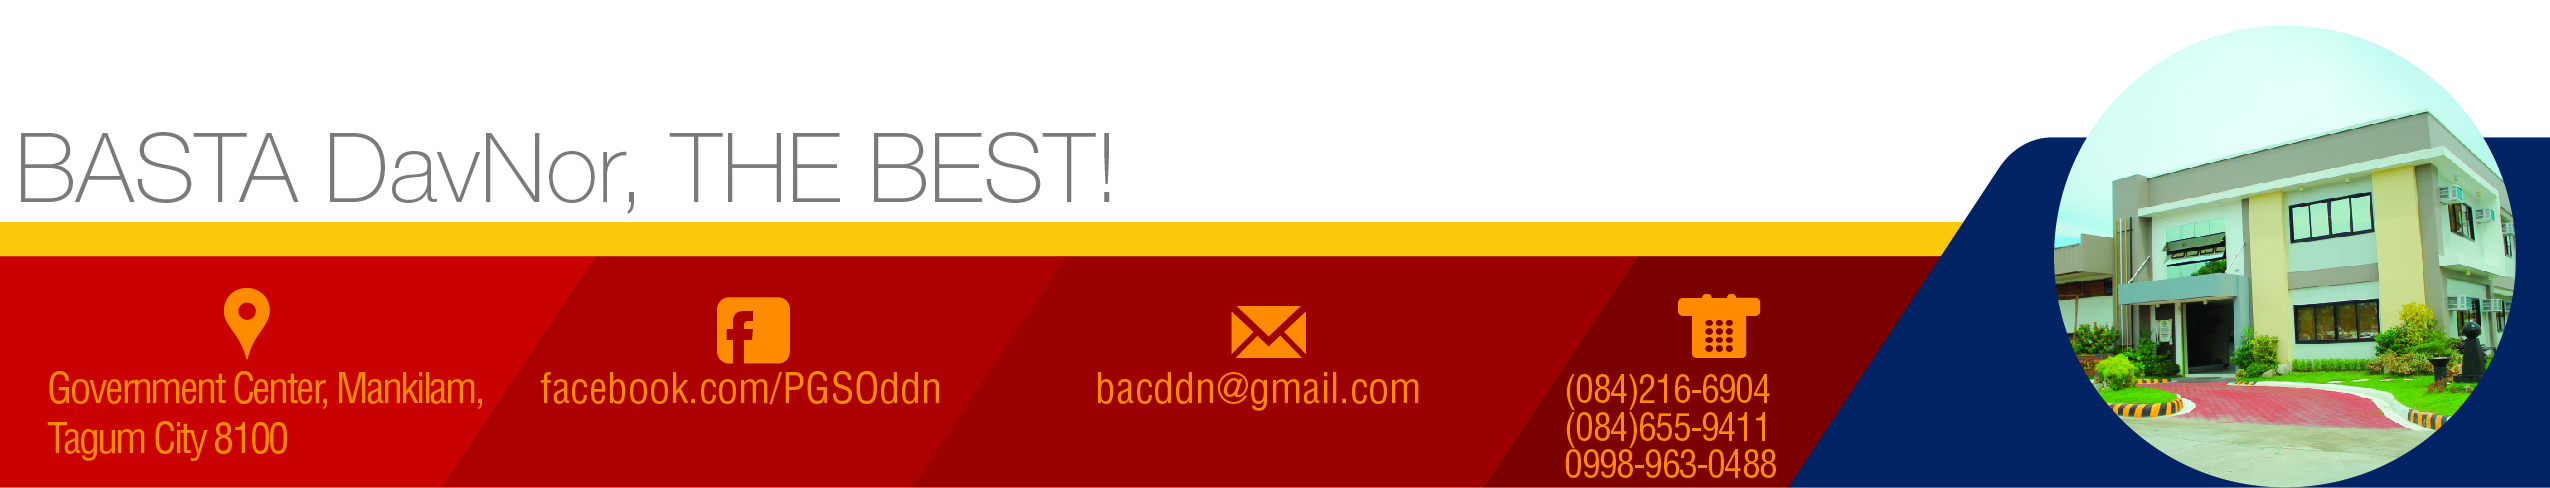 BASTA DavNor, THE BEST!
Government Center, Mankilam,
Tagum City 8100
facebook.com/PGSOddn
bacddn@gmail.com
(084)216-6904
(084)655-9411
0998-963-0488